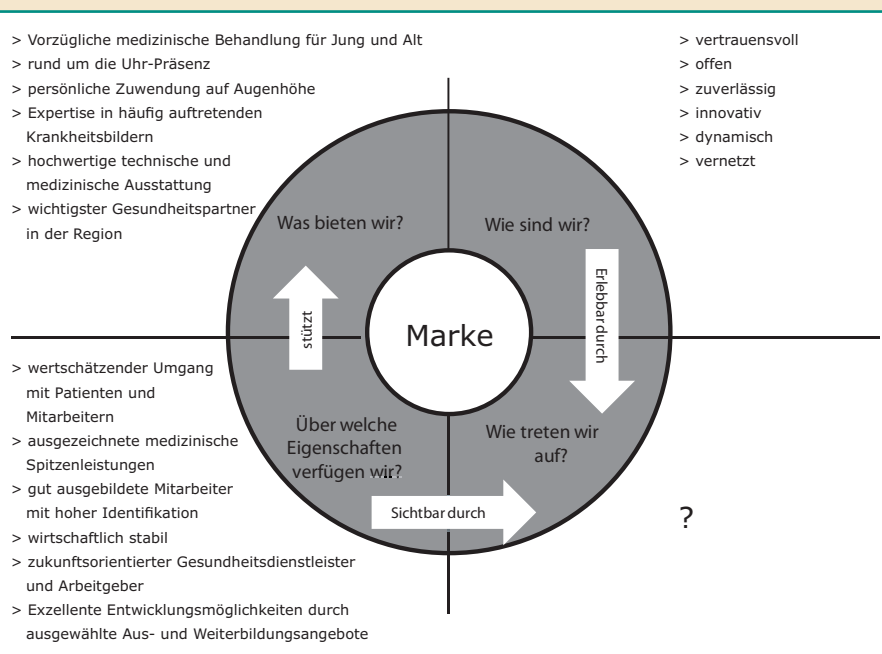 > Vorzügliche medizinische Behandlung für Jung und Alt
> rund um die Uhr-Präsenz
> persönliche Zuwendung auf Augenhöhe
> Expertise in häufig auftretenden
Krankheitsbildern
> hochwertige technische und
medizinische Ausstattung
> wichtigster Gesundheitspartner
in der Region
> vertrauensvoll
> offen
> zuverlässig
> innovativ
> dynamisch
> vernetzt
Was bieten wir?
Wie sind wir?
stützt
Erlebbar durch
Marke
> wertschätzender Umgang
mit Patienten und
Mitarbeitern
> ausgezeichnete medizinische
Spitzenleistungen
> gut ausgebildete Mitarbeiter
mit hoher Identifikation
> wirtschaftlich stabil
> zukunftsorientierter Gesundheitsdienstleister
und Arbeitgeber
> Exzellente Entwicklungsmöglichkeiten durch
ausgewählte Aus- und Weiterbildungsangebote
Über welche
Eigenschaften
verfügen wir?
Wie treten wir
auf?
Sichtbar durch
?